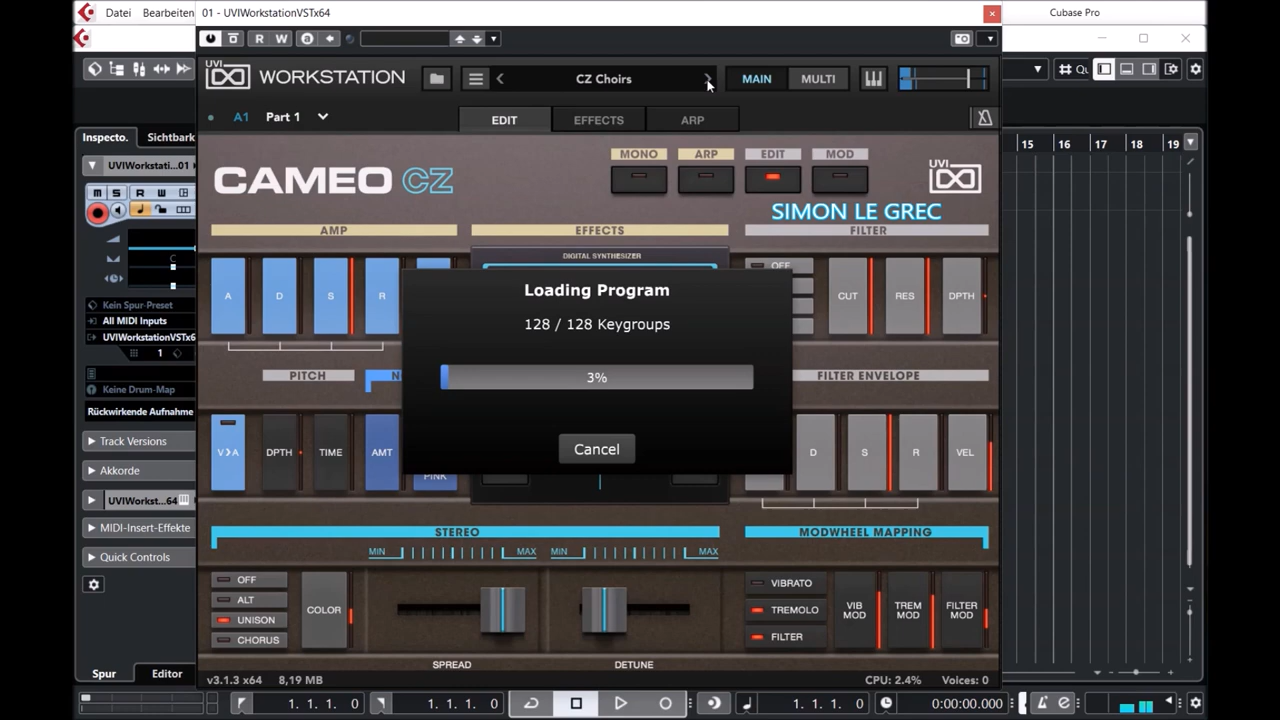 Datei
Bearbeiten
01 - UVIWorkstationVSTx64
Cubase Pro
R W
UVI WORKSTATION
CZ Choirs
MAIN
MULTI
A1 Part 1
EDIT
EFFECTS
ARP
Inspecto.
Sichtbark
15 16 17 18 19
UVIWorkstati...01
m S R W
CAMEO CZ
MONO
ARP
EDIT
MOD
UVI
SIMON LE GREC
AMP
EFFECTS
FILTER
DIGITAL SYNTHESIZER
OFF
A
D
S
R
CUT
RES
DPTH
C
Loading Program
128 / 128 Keygroups
3%
Cancel
Kein Spur-Preset
All MIDI Inputs
UVIWorkstationVSTx6
1
Keine Drum-Map
Rückwirkende Aufnahme
PITCH
FILTER ENVELOPE
V>A
DPTH
TIME
AMT
PINK
D
S
R
VEL
Track Versions
Akkorde
UVIWorkst...64
MIDI-Insert-Effekte
Quick Controls
STEREO
MODWHEEL MAPPING
MIN
MAX
MIN
MAX
OFF
ALT
UNISON
CHORUS
COLOR
SPREAD
DETUNE
VIBRATO
TREMOLO
FILTER
VIB MOD
TREM MOD
FILTER MOD
Spur
Editor
v3.1.3 x64
8,19 MB
CPU: 2.4%
Voices: 0
1. 1. 1. 0
1. 1. 1. 0
1. 1. 1. 0
0:00:00.000